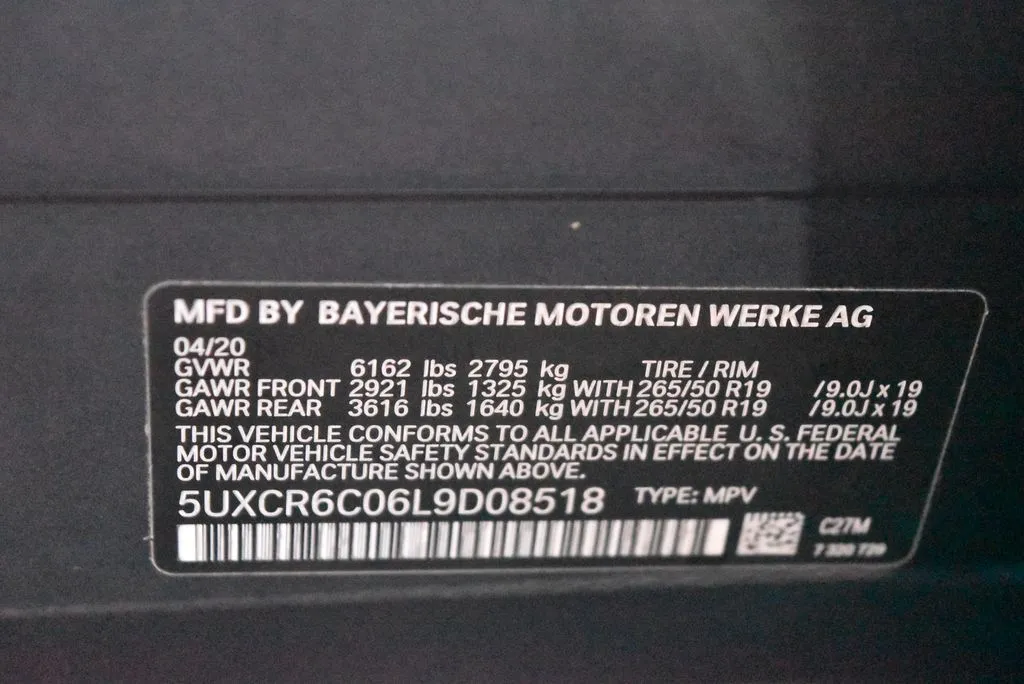 MFD BY BAYERISCHE MOTOREN WERKE AG
04/20
GVWR 6162 lbs 2795 kg TIRE / RIM
GAWR FRONT 2921 lbs 1325 kg WITH 265/50 R19 /9.0J x 19
GAWR REAR 3616 lbs 1640 kg WITH 265/50 R19 /9.0J x 19
THIS VEHICLE CONFORMS TO ALL APPLICABLE U. S. FEDERAL
MOTOR VEHICLE SAFETY STANDARDS IN EFFECT ON THE DATE
OF MANUFACTURE SHOWN ABOVE.
5UXCR6C06L9D08518 TYPE: MPV
C27M